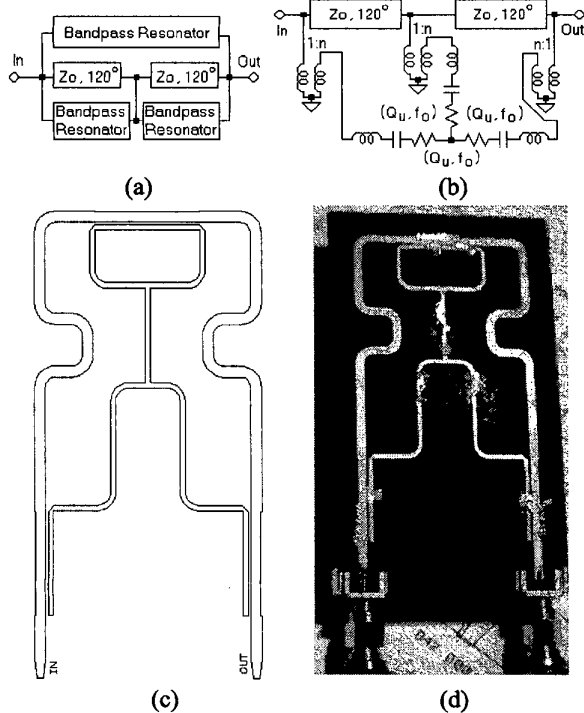 Bandpass Resonator
In
Out
Zo, 120°
Zo, 120°
Bandpass
Resonator
Bandpass
Resonator
(a)
In
Zo, 120°
Zo, 120°
Out
1:n
1:n
n:1
(Qu, fo)
(Qu, fo)
(Qu, fo)
(b)
IN
OUT
(c)
(d)